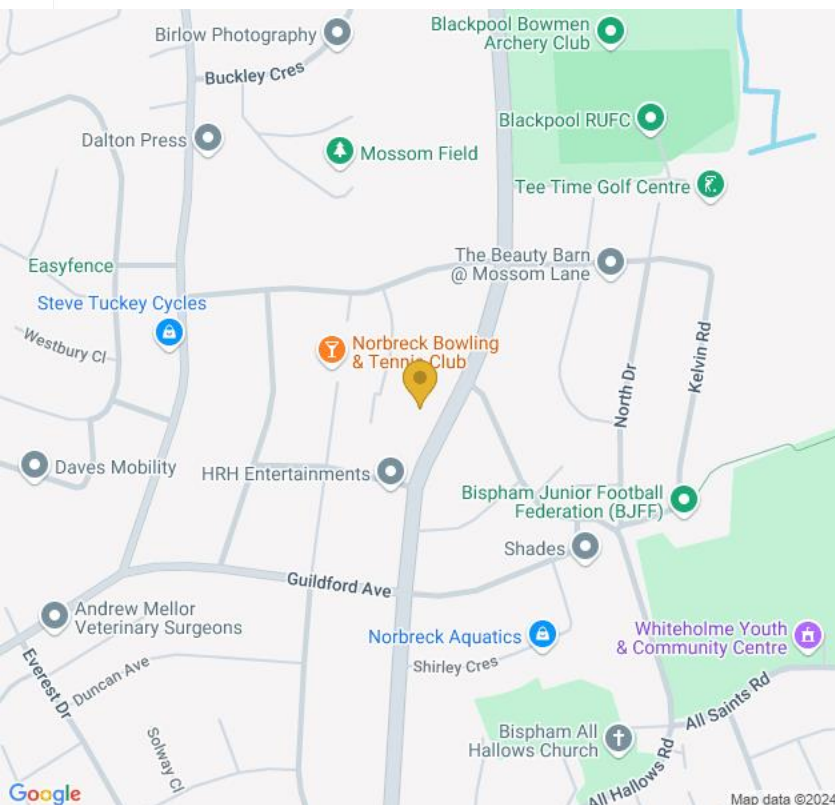 Birlow Photography
Blackpool Bowmen
Archery Club
Buckley Cres
Blackpool RUFC
Dalton Press
Mossom Field
Tee Time Golf Centre
Easyfence
The Beauty Barn
@ Mossom Lane
Steve Tuckey Cycles
Westbury Cl
Norbreck Bowling
& Tennis Club
Kelvin Rd
North Dr
Daves Mobility
HRH Entertainments
Bispham Junior Football
Federation (BJFF)
Shades
Guildford Ave
Andrew Mellor
Veterinary Surgeons
Norbreck Aquatics
Whiteholme Youth
& Community Centre
Everest Dr
Duncan Ave
Shirley Cres
All Saints Rd
Solway Cl
Bispham All
Hallows Church
All Hallows Rd
Google
Map data ©2024